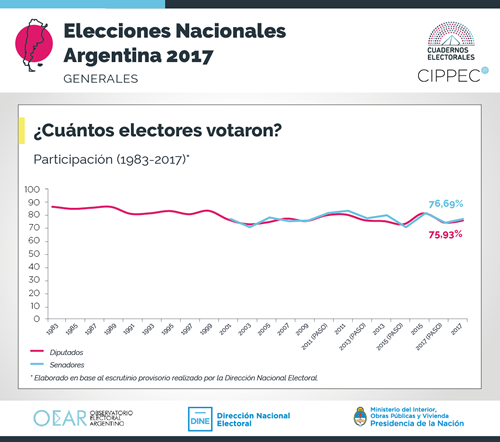 Elecciones Nacionales
Argentina 2017
GENERALES
CUADERNOS
ELECTORALES
CIPPEC
¿Cuántos electores votaron?
Participación (1983-2017)*
100
90
80
70
60
50
40
30
20
10
0
76,69%
75,93%
1983
1985
1987
1989
1991
1993
1995
1997
1999
2001
2003
2005
2007
2009
2011 (PASO)
2011
2013 (PASO)
2013
2015 (PASO)
2015
2017 (PASO)
2017
Diputados
Senadores
* Elaborado en base al escrutinio provisorio realizado por la Dirección Nacional Electoral.
OEAR OBSERVATORIO
ELECTORAL
ARGENTINO
DINE
Dirección Nacional
Electoral
Ministerio del Interior,
Obras Públicas y Vivienda
Presidencia de la Nación